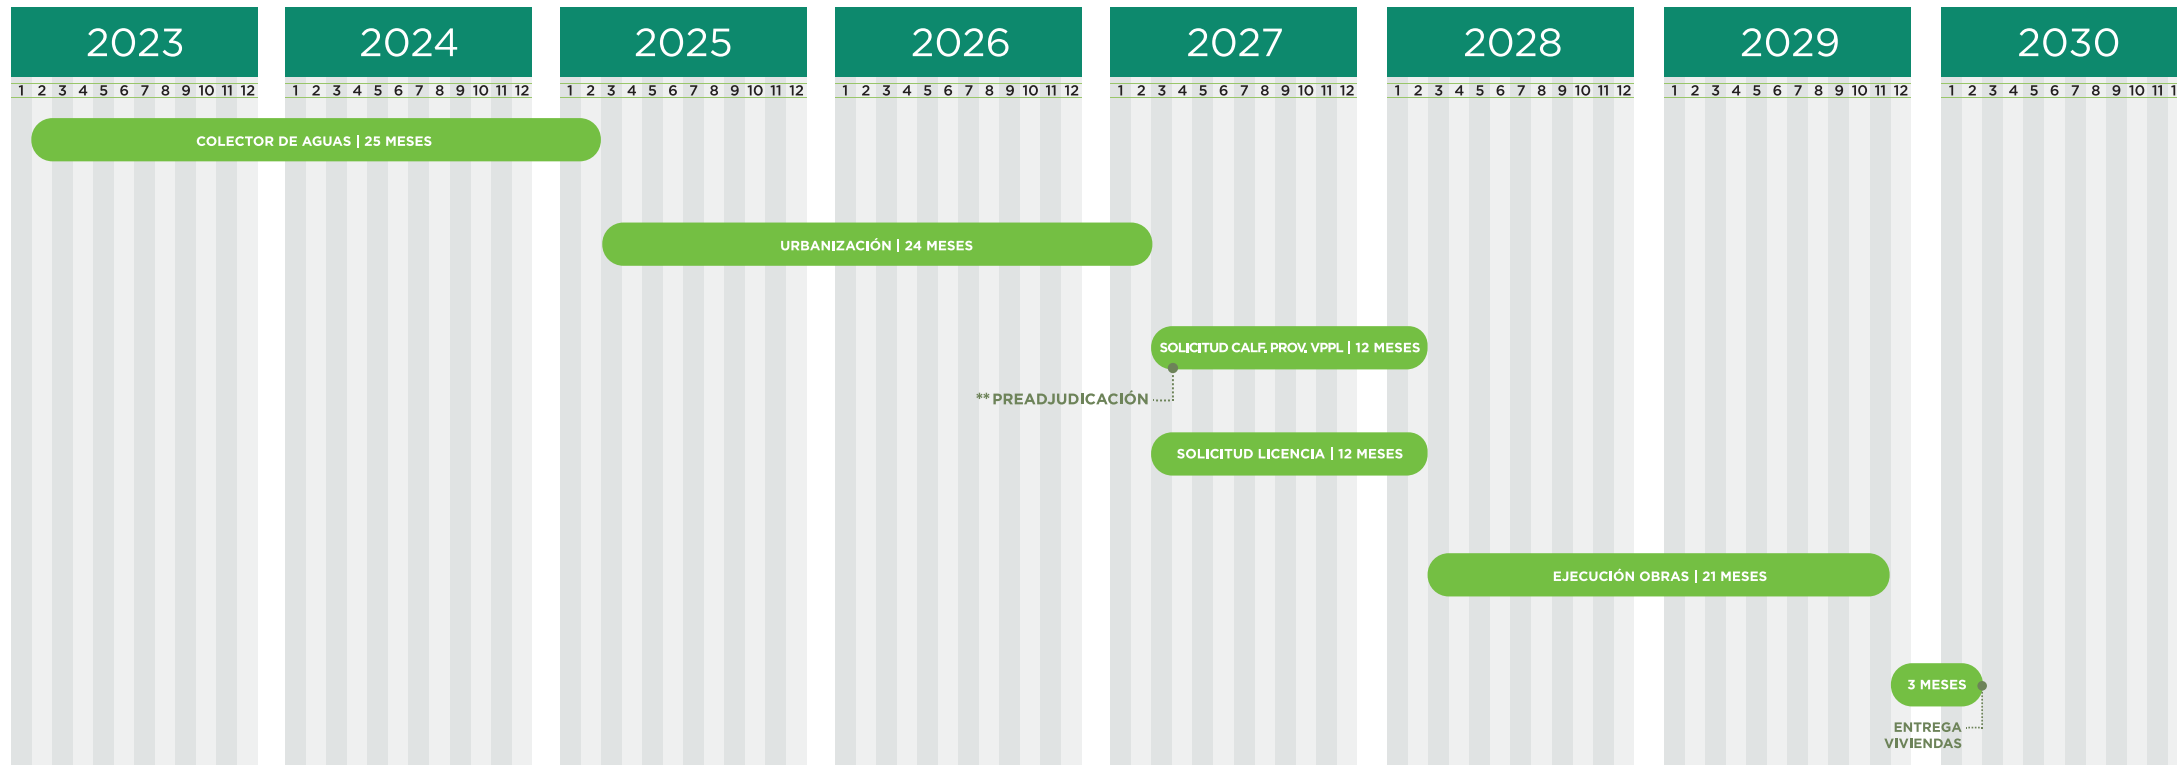 2023 2024 2025 2026 2027 2028 2029 2030
1 2 3 4 5 6 7 8 9 10 11 12 1 2 3 4 5 6 7 8 9 10 11 12 1 2 3 4 5 6 7 8 9 10 11 12 1 2 3 4 5 6 7 8 9 10 11 12 1 2 3 4 5 6 7 8 9 10 11 12 1 2 3 4 5 6 7 8 9 10 11 12 1 2 3 4 5 6 7 8 9 10 11 12 1 2 3 4 5 6 7 8 9 10 11 1
COLECTOR DE AGUAS | 25 MESES
URBANIZACIÓN | 24 MESES
SOLICITUD CALF. PROV. VPPL | 12 MESES
** PREADJUDICACIÓN
SOLICITUD LICENCIA | 12 MESES
EJECUCIÓN OBRAS | 21 MESES
3 MESES
ENTREGA
VIVIENDAS